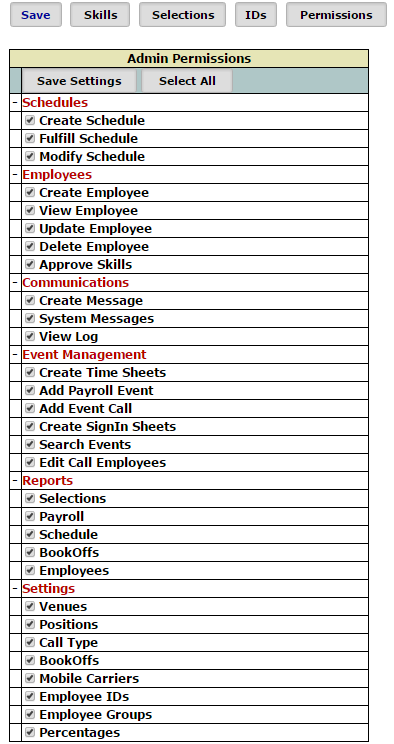 Save Skills Selections IDs Permissions
Admin Permissions
Save Settings Select All
- Schedules
Create Schedule
Fulfill Schedule
Modify Schedule
- Employees
Create Employee
View Employee
Update Employee
Delete Employee
Approve Skills
- Communications
Create Message
System Messages
View Log
- Event Management
Create Time Sheets
Add Payroll Event
Add Event Call
Create SignIn Sheets
Search Events
Edit Call Employees
- Reports
Selections
Payroll
Schedule
BookOffs
Employees
- Settings
Venues
Positions
Call Type
BookOffs
Mobile Carriers
Employee IDs
Employee Groups
Percentages